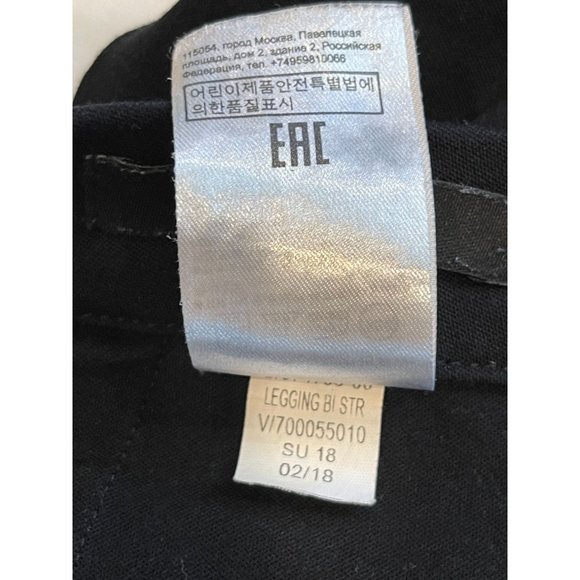 115054, город Москва, Павелецкая
площадь, дом 2, здание 2, Российская
Федерация, тел. +74959810066
어린이제품안전특별법에
의한품질표시
EAC
LEGGING BI STR
V/700055010
SU 18
02/18